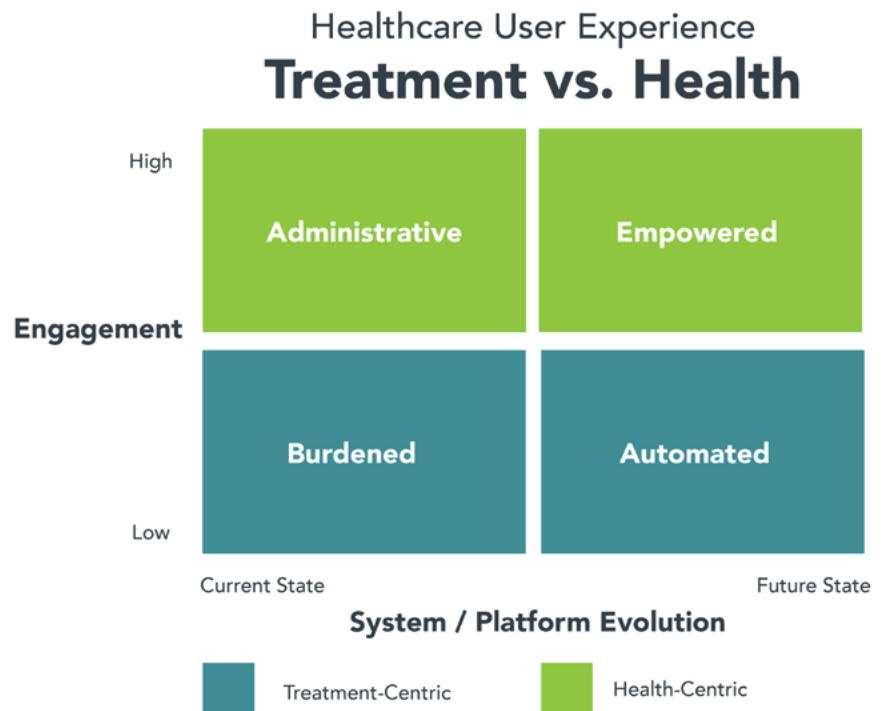 Healthcare User Experience
Treatment vs. Health
High
Administrative
Empowered
Engagement
Burdened
Automated
Low
Current State
Future State
System / Platform Evolution
Treatment-Centric
Health-Centric